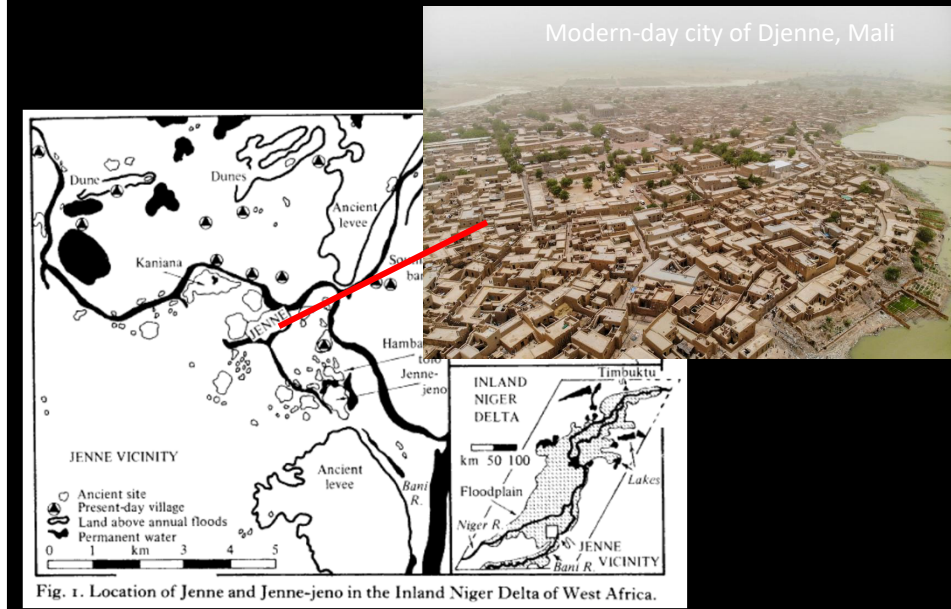 Modern-day city of Djenne, Mali
Dune
Dunes
Ancient
levee
Kaniana
JENNE
Hamba
Jenne-
jeno
JENNE VICINITY
Ancient site
Present-day village
Land above annual floods
Permanent water
0 1 km 3 4 5
Ancient
levee
Bani
R.
Timbuktu
INLAND
NIGER
DELTA
km 50 100
Lakes
Floodplain
Niger R.
JENNE
VICINITY
Bani R.
Fig. 1. Location of Jenne and Jenne-jeno in the Inland Niger Delta of West Africa.